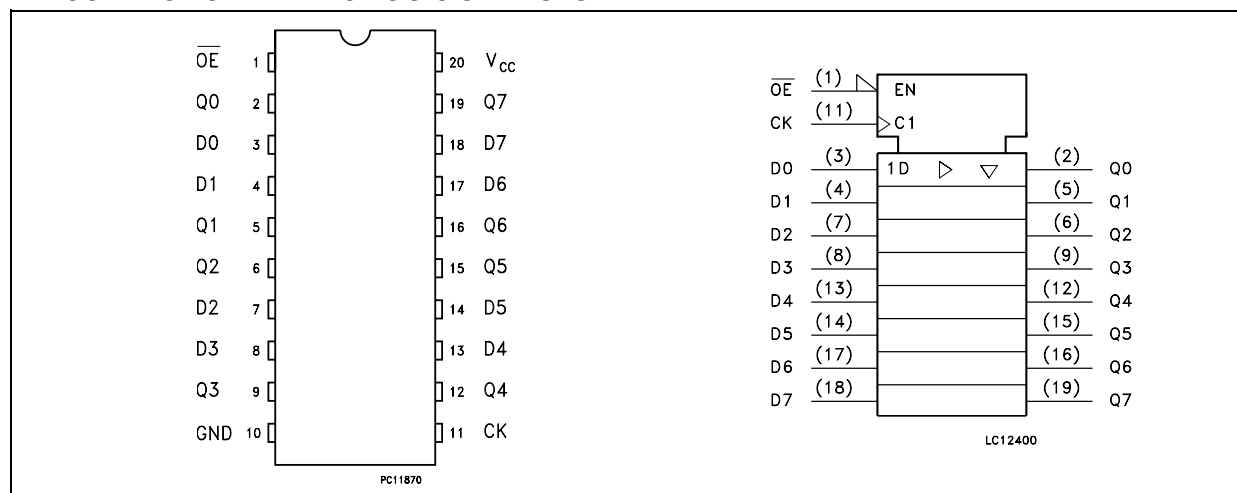 OE 1 20 VCC
Q0 2 19 Q7
D0 3 18 D7
D1 4 17 D6
Q1 5 16 Q6
Q2 6 15 Q5
D2 7 14 D5
D3 8 13 D4
Q3 9 12 Q4
GND 10 11 CK
PC11870
OE (1) EN
CK (11) C1
D0 (3) 1D (2) Q0
D1 (4) (5) Q1
D2 (7) (6) Q2
D3 (8) (9) Q3
D4 (13) (12) Q4
D5 (14) (15) Q5
D6 (17) (16) Q6
D7 (18) (19) Q7
LC12400